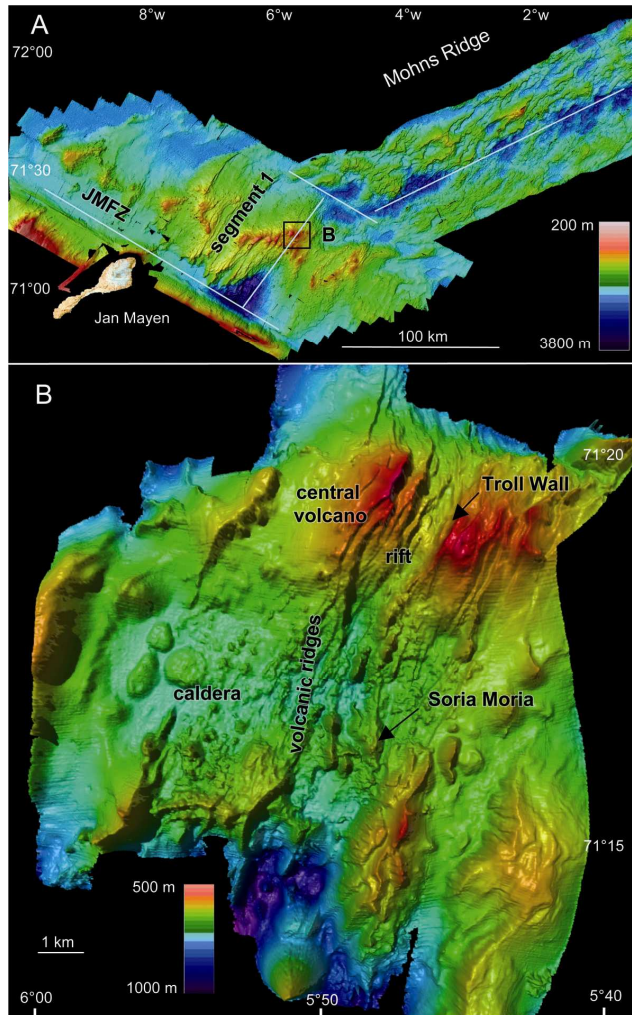 A
8°w
6°w
4°w
2°w
72°00
Mohns Ridge
71°30
JMFZ
segment 1
B
71°00
Jan Mayen
100 km
200 m
3800 m
B
71°20
central
volcano
Troll Wall
rift
volcanic ridges
caldera
Soria Moria
71°15
500 m
1000 m
1 km
6°00
5°50
5°40